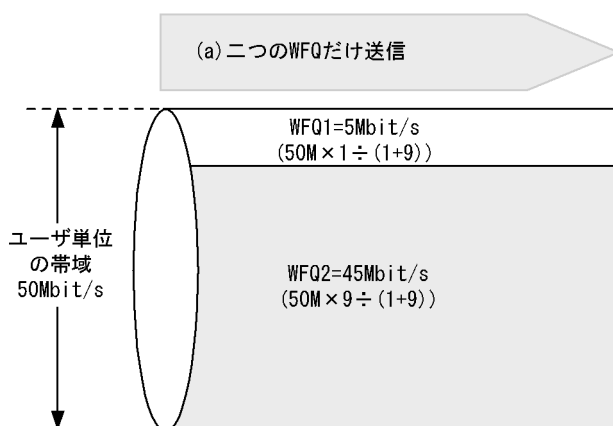 (a)二つのWFQだけ送信
WFQ1=5Mbit/s
(50M×1÷(1+9))
ユーザ単位
の帯域
50Mbit/s
WFQ2=45Mbit/s
(50M×9÷(1+9))